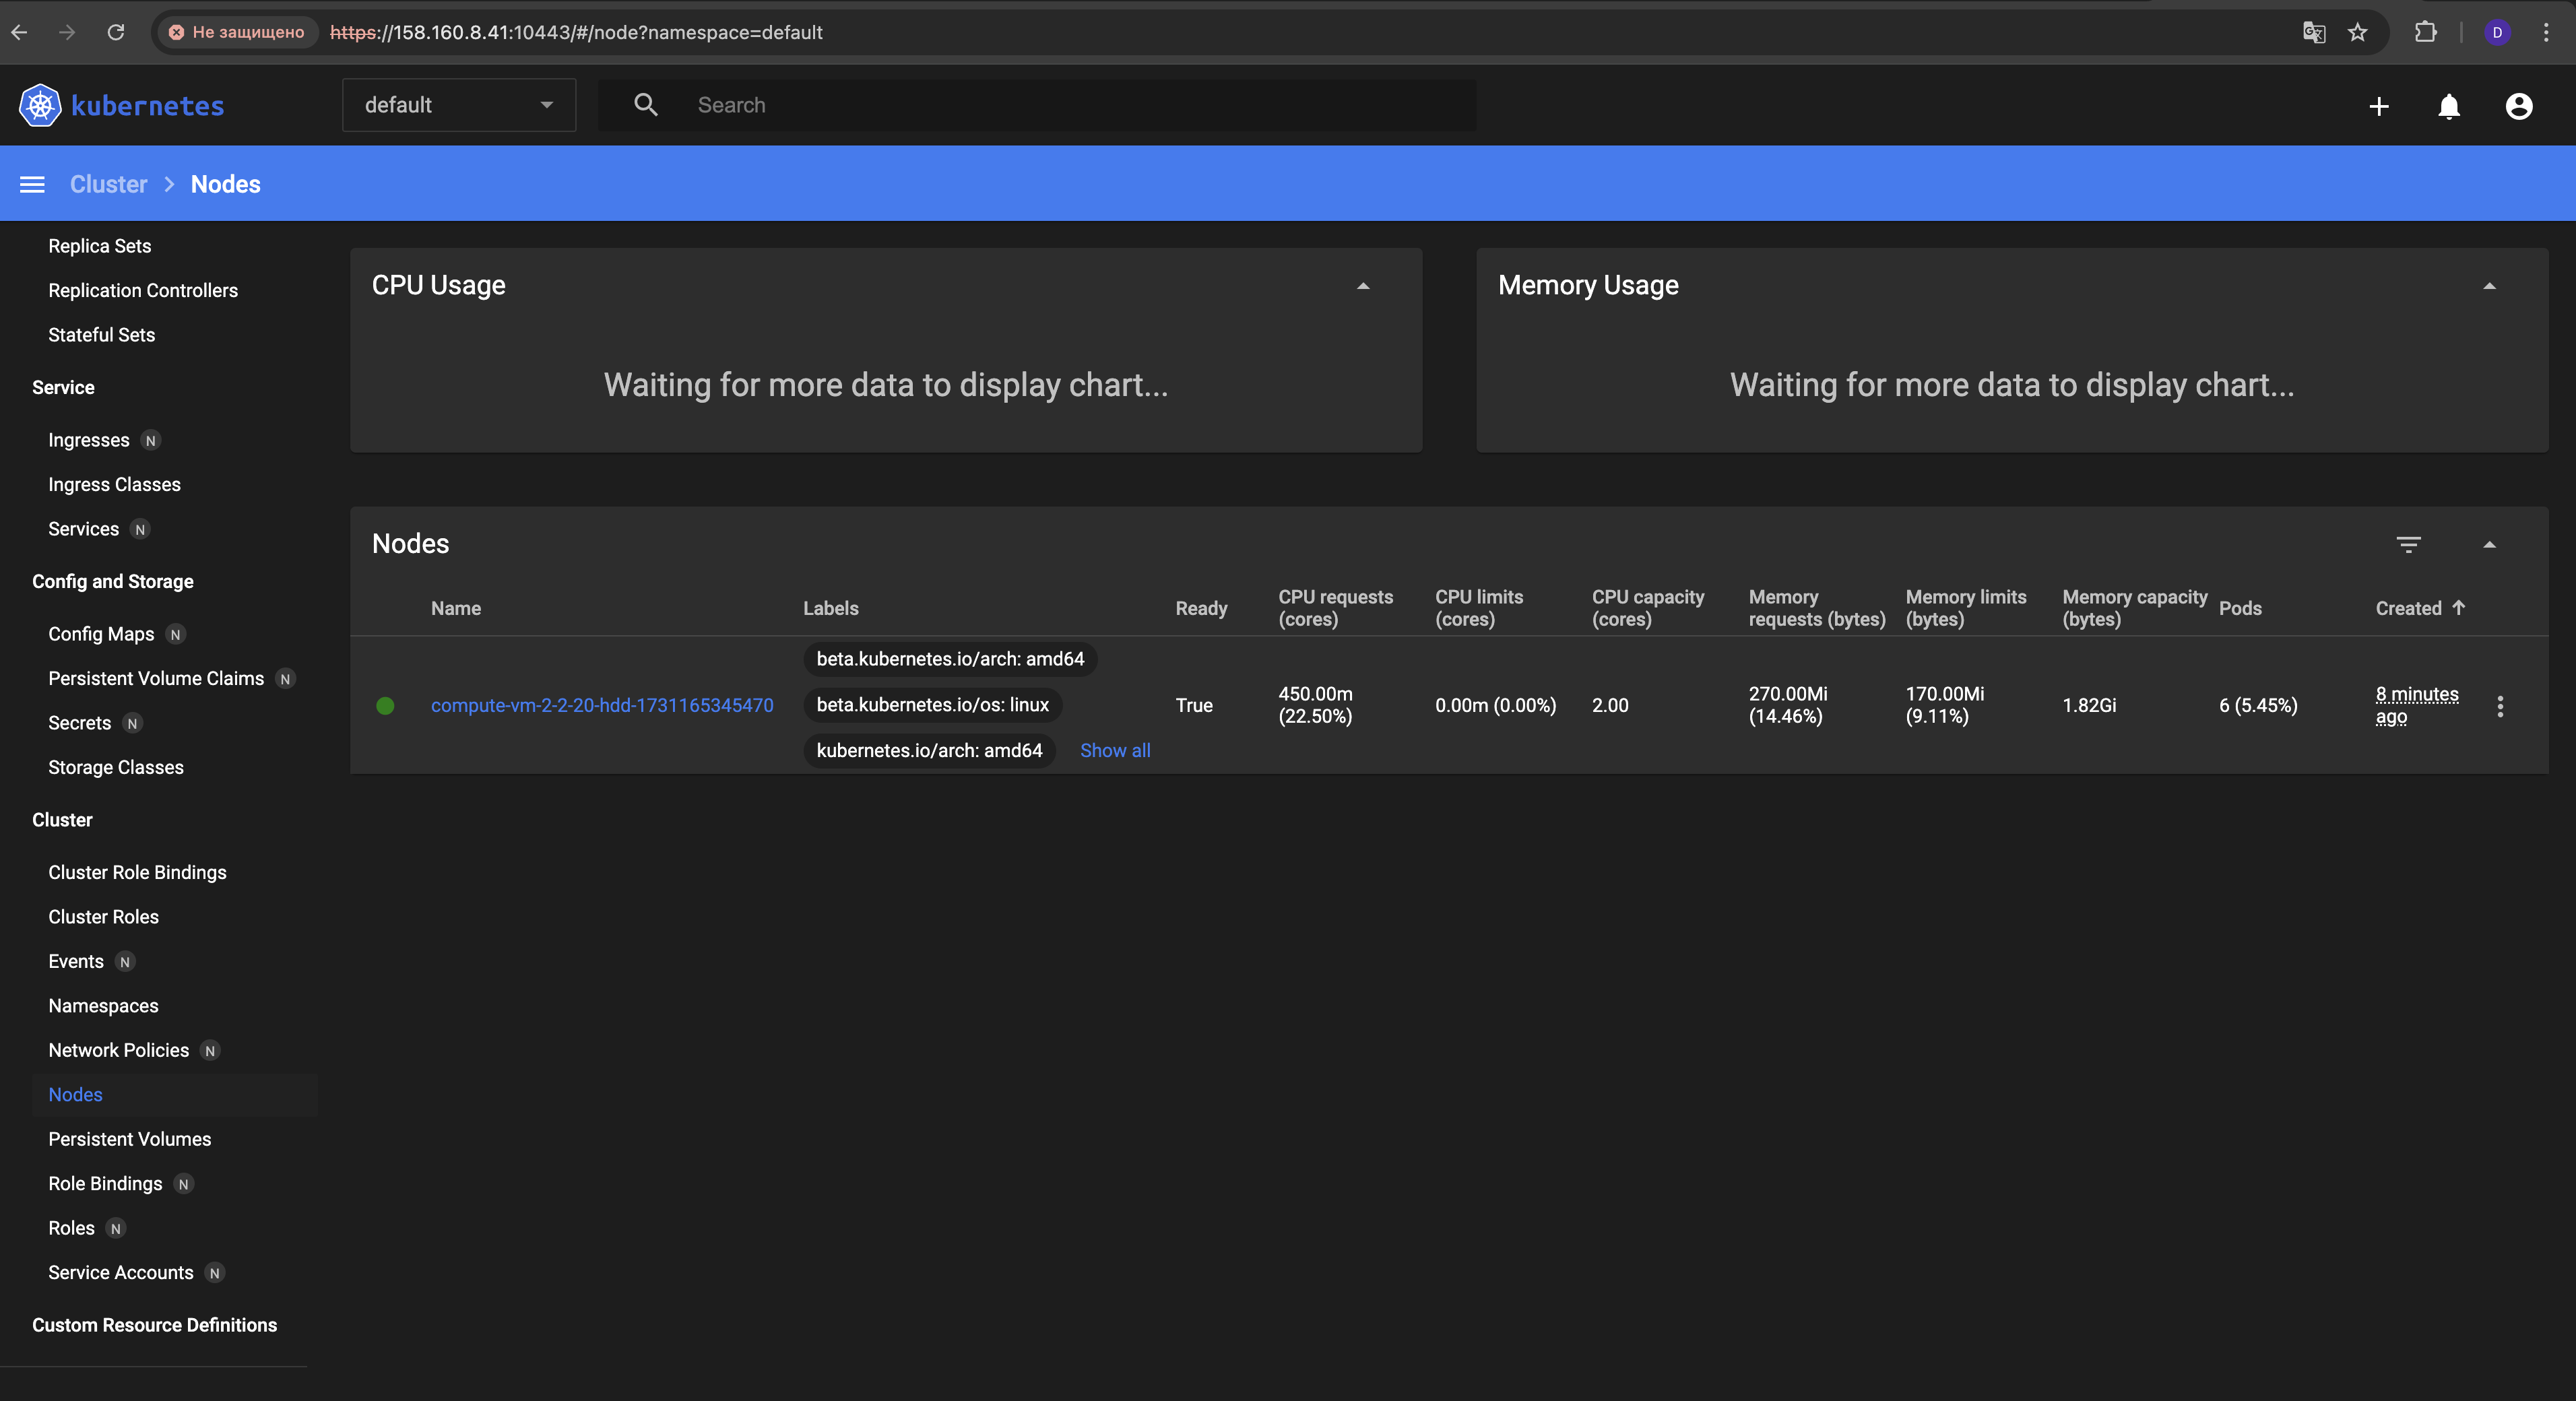 Не защищено https://158.160.8.41:10443/#/node?namespace=default
D
kubernetes
default
Search
Cluster > Nodes
Replica Sets
Replication Controllers
Stateful Sets
Service
Ingresses N
Ingress Classes
Services N
Config and Storage
Config Maps N
Persistent Volume Claims N
Secrets N
Storage Classes
Cluster
Cluster Role Bindings
Cluster Roles
Events N
Namespaces
Network Policies N
Nodes
Persistent Volumes
Role Bindings N
Roles N
Service Accounts N
Custom Resource Definitions
CPU Usage
Waiting for more data to display chart...
Memory Usage
Waiting for more data to display chart...
Nodes
Name
Labels
Ready
CPU requests
(cores)
CPU limits
(cores)
CPU capacity
(cores)
Memory
requests (bytes)
Memory limits
(bytes)
Memory capacity
(bytes)
Pods
Created ↑
compute-vm-2-2-20-hdd-1731165345470
beta.kubernetes.io/arch: amd64
beta.kubernetes.io/os: linux
kubernetes.io/arch: amd64
Show all
True
450.00m
(22.50%)
0.00m (0.00%)
2.00
270.00Mi
(14.46%)
170.00Mi
(9.11%)
1.82Gi
6 (5.45%)
8 minutes
ago